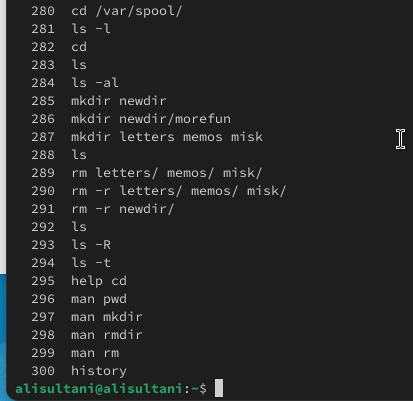 280 cd /var/spool/
281 ls -l
282 cd
283 ls
284 ls -al
285 mkdir newdir
286 mkdir newdir/morefun
287 mkdir letters memos misk
288 ls
289 rm letters/ memos/ misk/
290 rm -r letters/ memos/ misk/
291 rm -r newdir/
292 ls
293 ls -R
294 ls -t
295 help cd
296 man pwd
297 man mkdir
298 man rmdir
299 man rm
300 history
alisultani@alisultani:~$